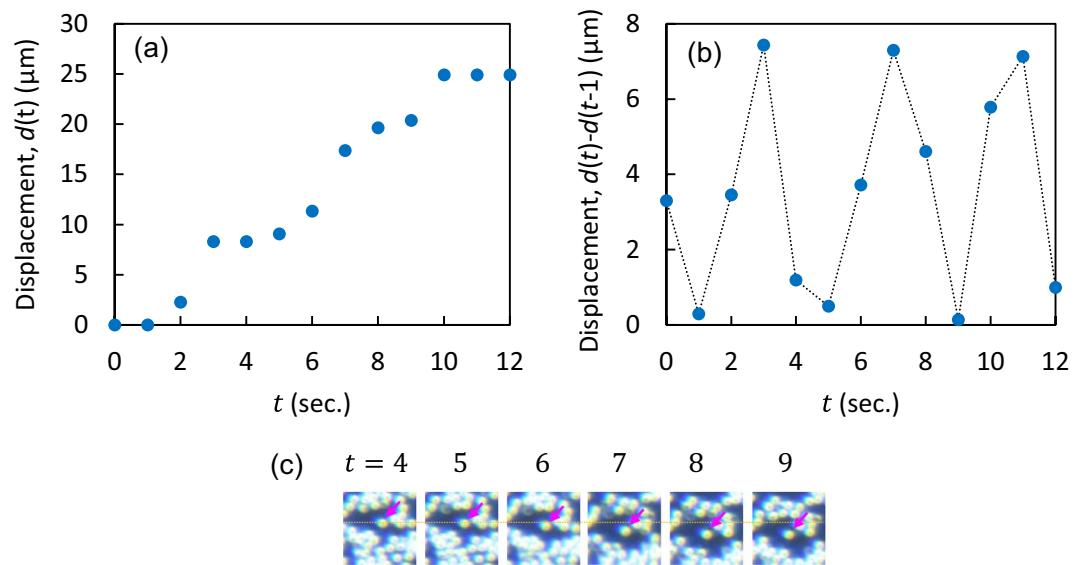 (a)
Displacement, d(t) (μm)
30
25
20
15
10
5
0
0 2 4 6 8 10 12
t (sec.)
(b)
Displacement, d(t)-d(t-1) (μm)
8
6
4
2
0
0 2 4 6 8 10 12
t (sec.)
(c) t = 4 5 6 7 8 9